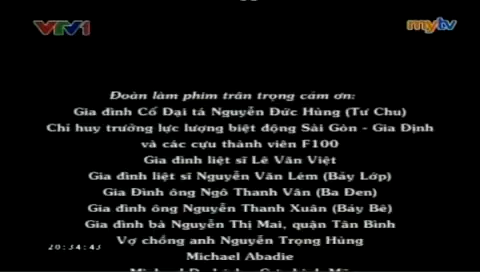 VTV1
mytv
Đoàn làm phim trân trọng cảm ơn:
Gia đình Cố Đại tá Nguyễn Đức Hùng (Tư Chu)
Chỉ huy trưởng lực lượng biệt động Sài Gòn - Gia Định
và các cựu thành viên F100
Gia đình liệt sĩ Lê Văn Việt
Gia đình liệt sĩ Nguyễn Văn Lém (Bảy Lớp)
Gia Đình ông Ngô Thanh Vân (Ba Đen)
Gia đình ông Nguyễn Thanh Xuân (Bảy Bê)
Gia đình bà Nguyễn Thị Mai, quận Tân Bình
Vợ chồng anh Nguyễn Trọng Hùng
20:34:43
Michael Abadie